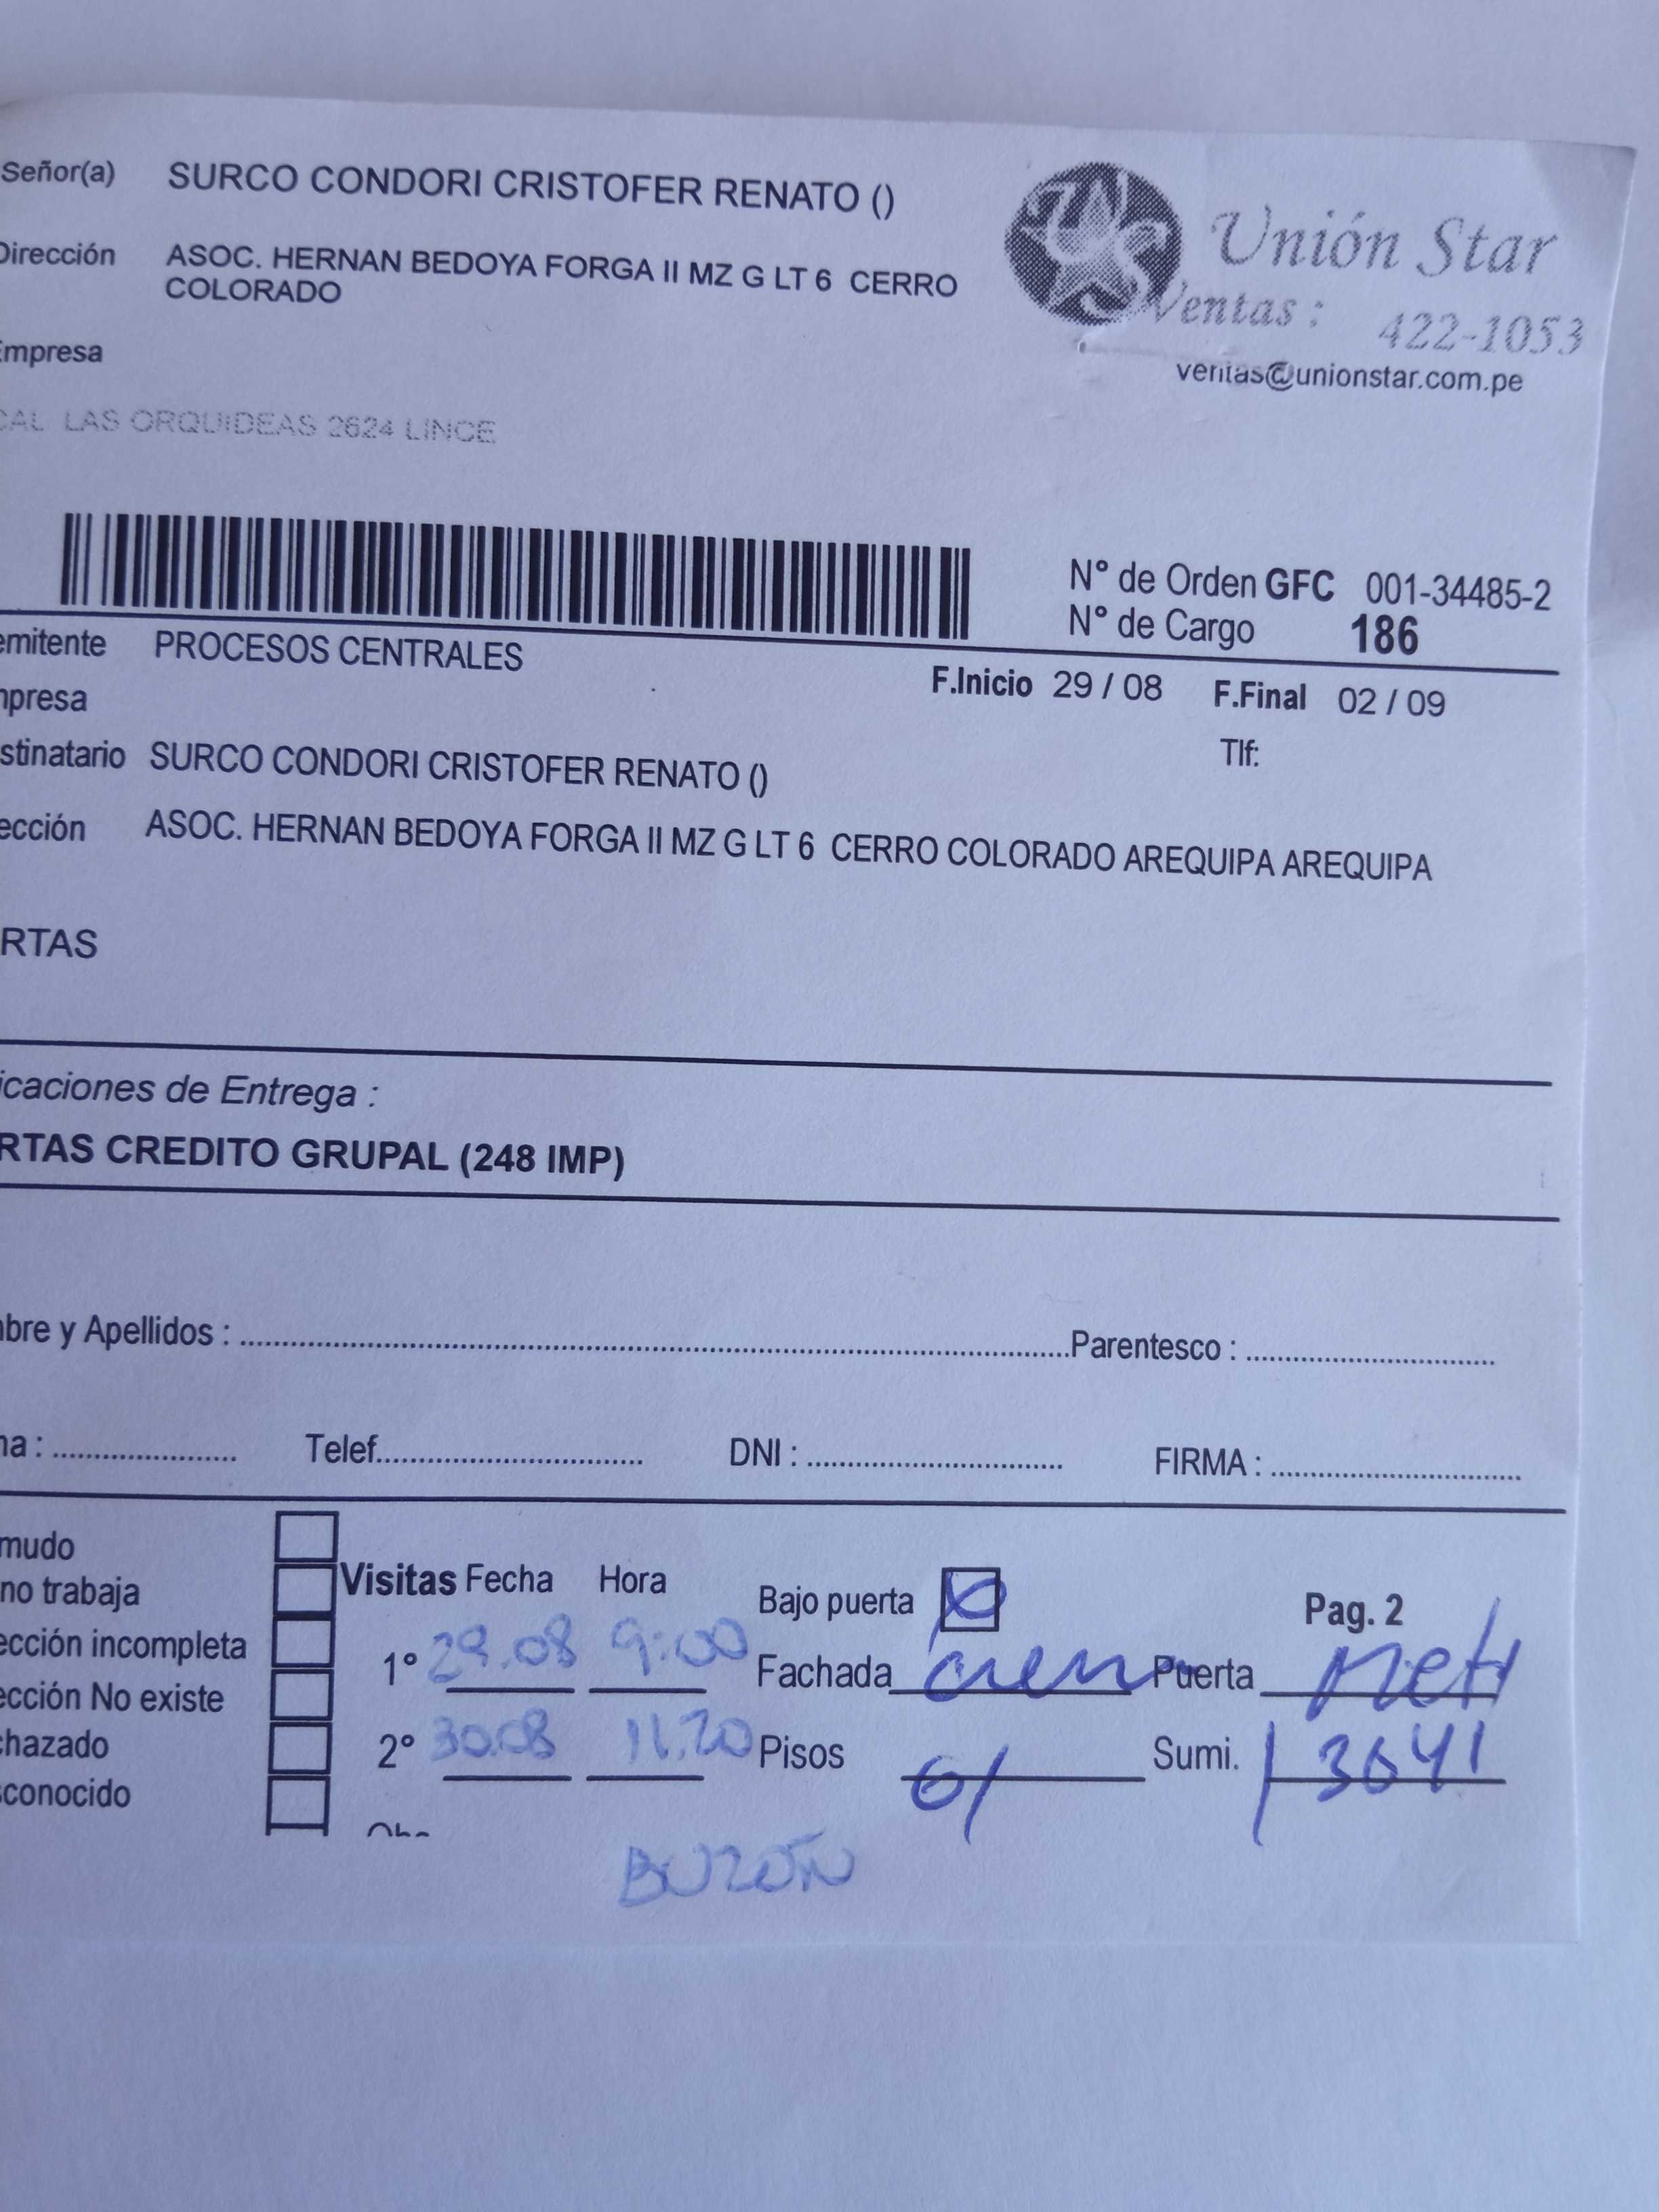 Señor(a) SURCO CONDORI CRISTOFER RENATO ()
Dirección ASOC. HERNAN BEDOYA FORGA II MZ G LT 6 CERRO
COLORADO
Unión Star
Ventas : 422-1053
ventas@unionstar.com.pe
Empresa
CAL LAS ORQUIDEAS 2624 LINCE
N° de Orden GFC 001-34485-2
N° de Cargo 186
emitente PROCESOS CENTRALES
F.Inicio 29 / 08 F.Final 02 / 09
mpresa
Tlf:
stinatario SURCO CONDORI CRISTOFER RENATO ()
ección ASOC. HERNAN BEDOYA FORGA II MZ G LT 6 CERRO COLORADO AREQUIPA AREQUIPA
RTAS
icaciones de Entrega :
RTAS CREDITO GRUPAL (248 IMP)
bre y Apellidos : Parentesco :
na : Telef. DNI : FIRMA :
mudo
no trabaja
Visitas Fecha Hora Bajo puerta Pag. 2
ección incompleta 1° 29.08 9:00 Fachada Puerta
ección No existe
chazado 2° 30.08 11.20 Pisos 01 Sumi. 3641
conocido
BUZÓN